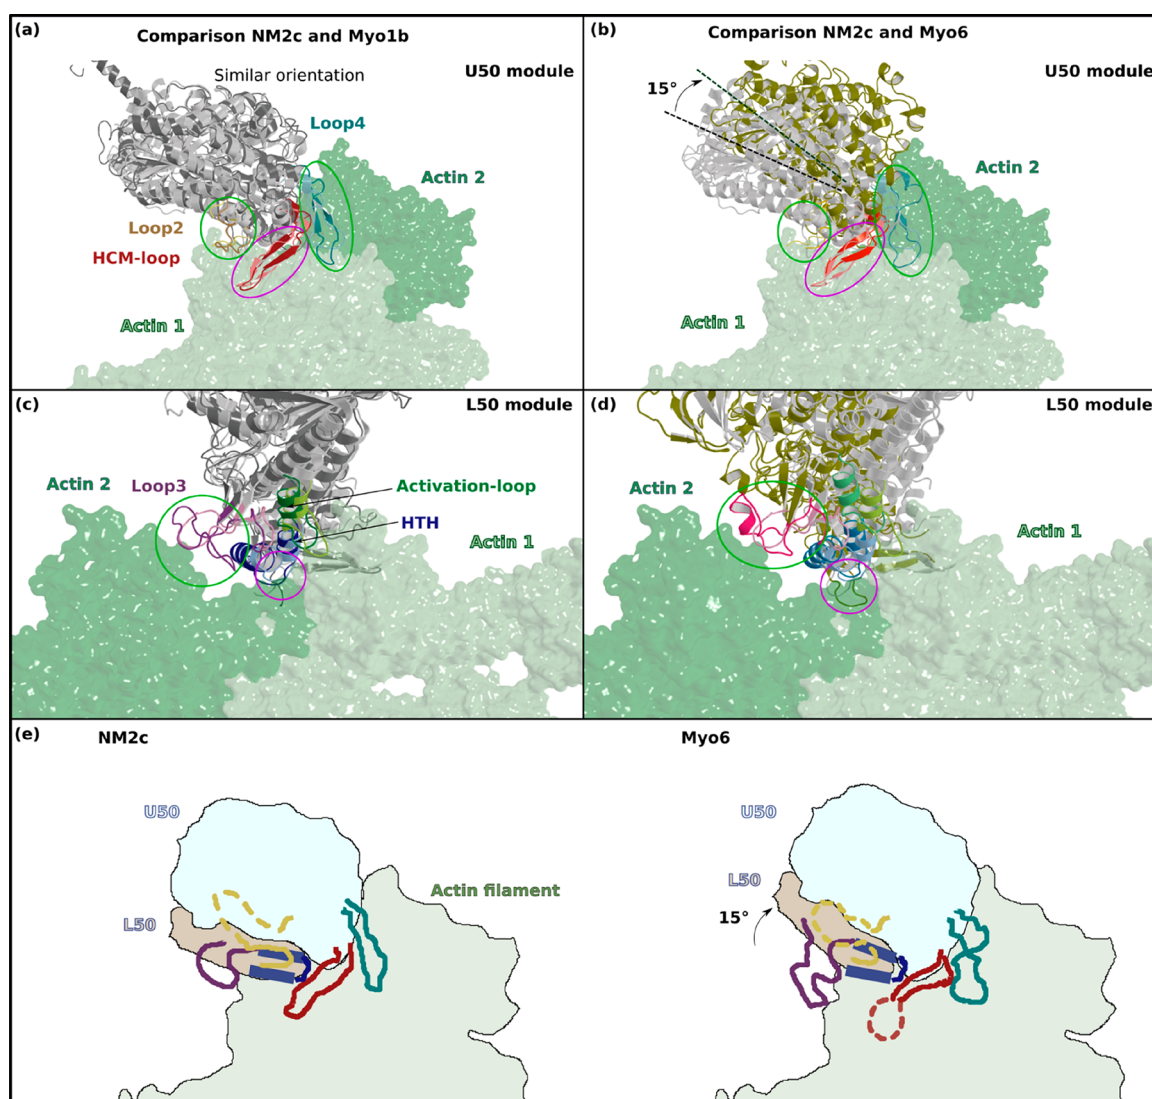 (a)
Comparison NM2c and Myo1b
Similar orientation
U50 module
Loop4
Actin 2
Loop2
HCM-loop
Actin 1
(b)
Comparison NM2c and Myo6
U50 module
15°
Actin 2
Actin 1
(c)
L50 module
Actin 2
Loop3
Activation-loop
HTH
Actin 1
(d)
L50 module
Actin 2
Actin 1
(e)
NM2c
U50
L50
Actin filament
Myo6
U50
L50
15°